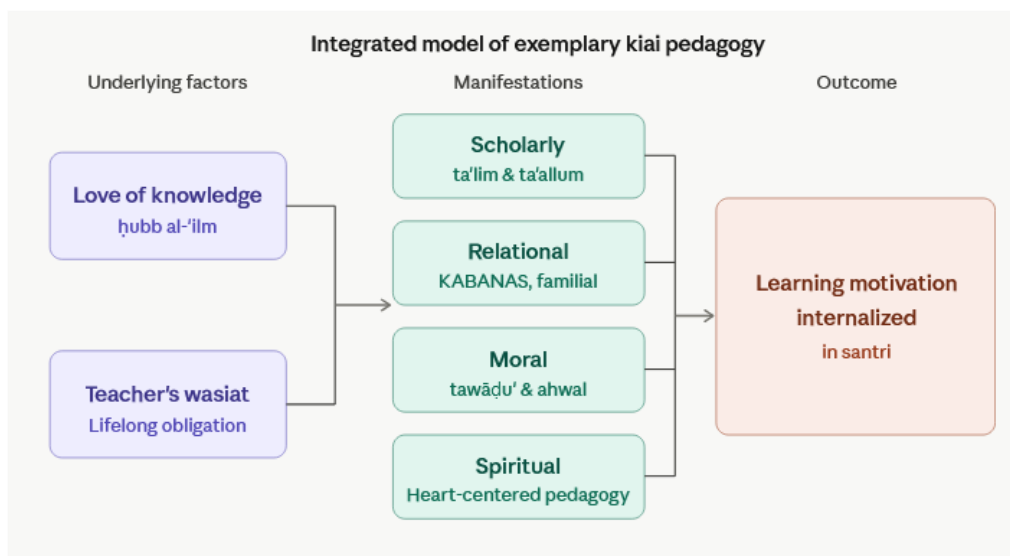 Integrated model of exemplary kiai pedagogy
Underlying factors
Manifestations
Outcome
Love of knowledge
ḥubb al-ʻilm
Teacher's wasiat
Lifelong obligation
Scholarly
ta'lim & ta'allum
Relational
KABANAS, familial
Moral
tawāḍuʻ & ahwal
Spiritual
Heart-centered pedagogy
Learning motivation
internalized
in santri